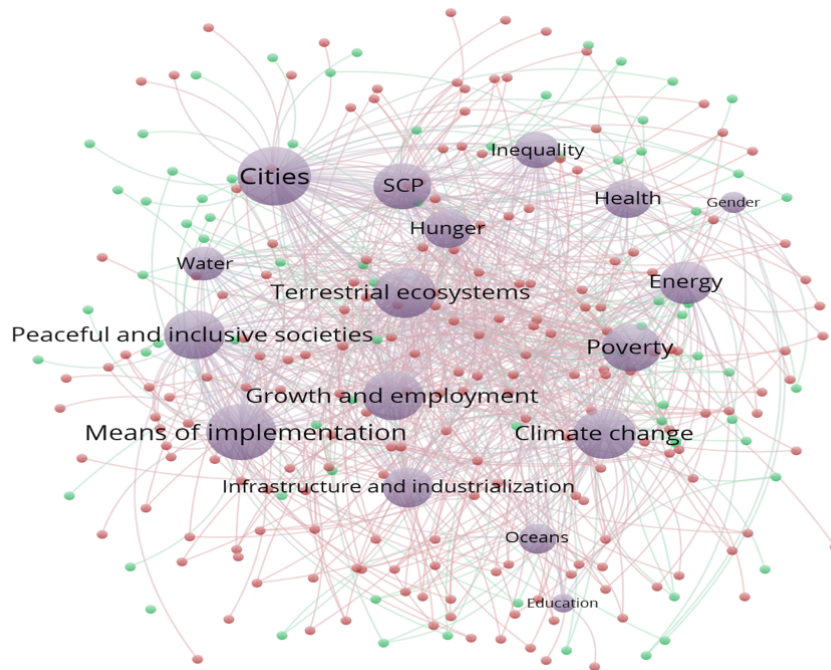 Inequality
Cities
SCP
Health
Gender
Hunger
Water
Energy
Terrestrial ecosystems
Peaceful and inclusive societies
Poverty
Growth and employment
Means of implementation
Climate change
Infrastructure and industrialization
Oceans
Education